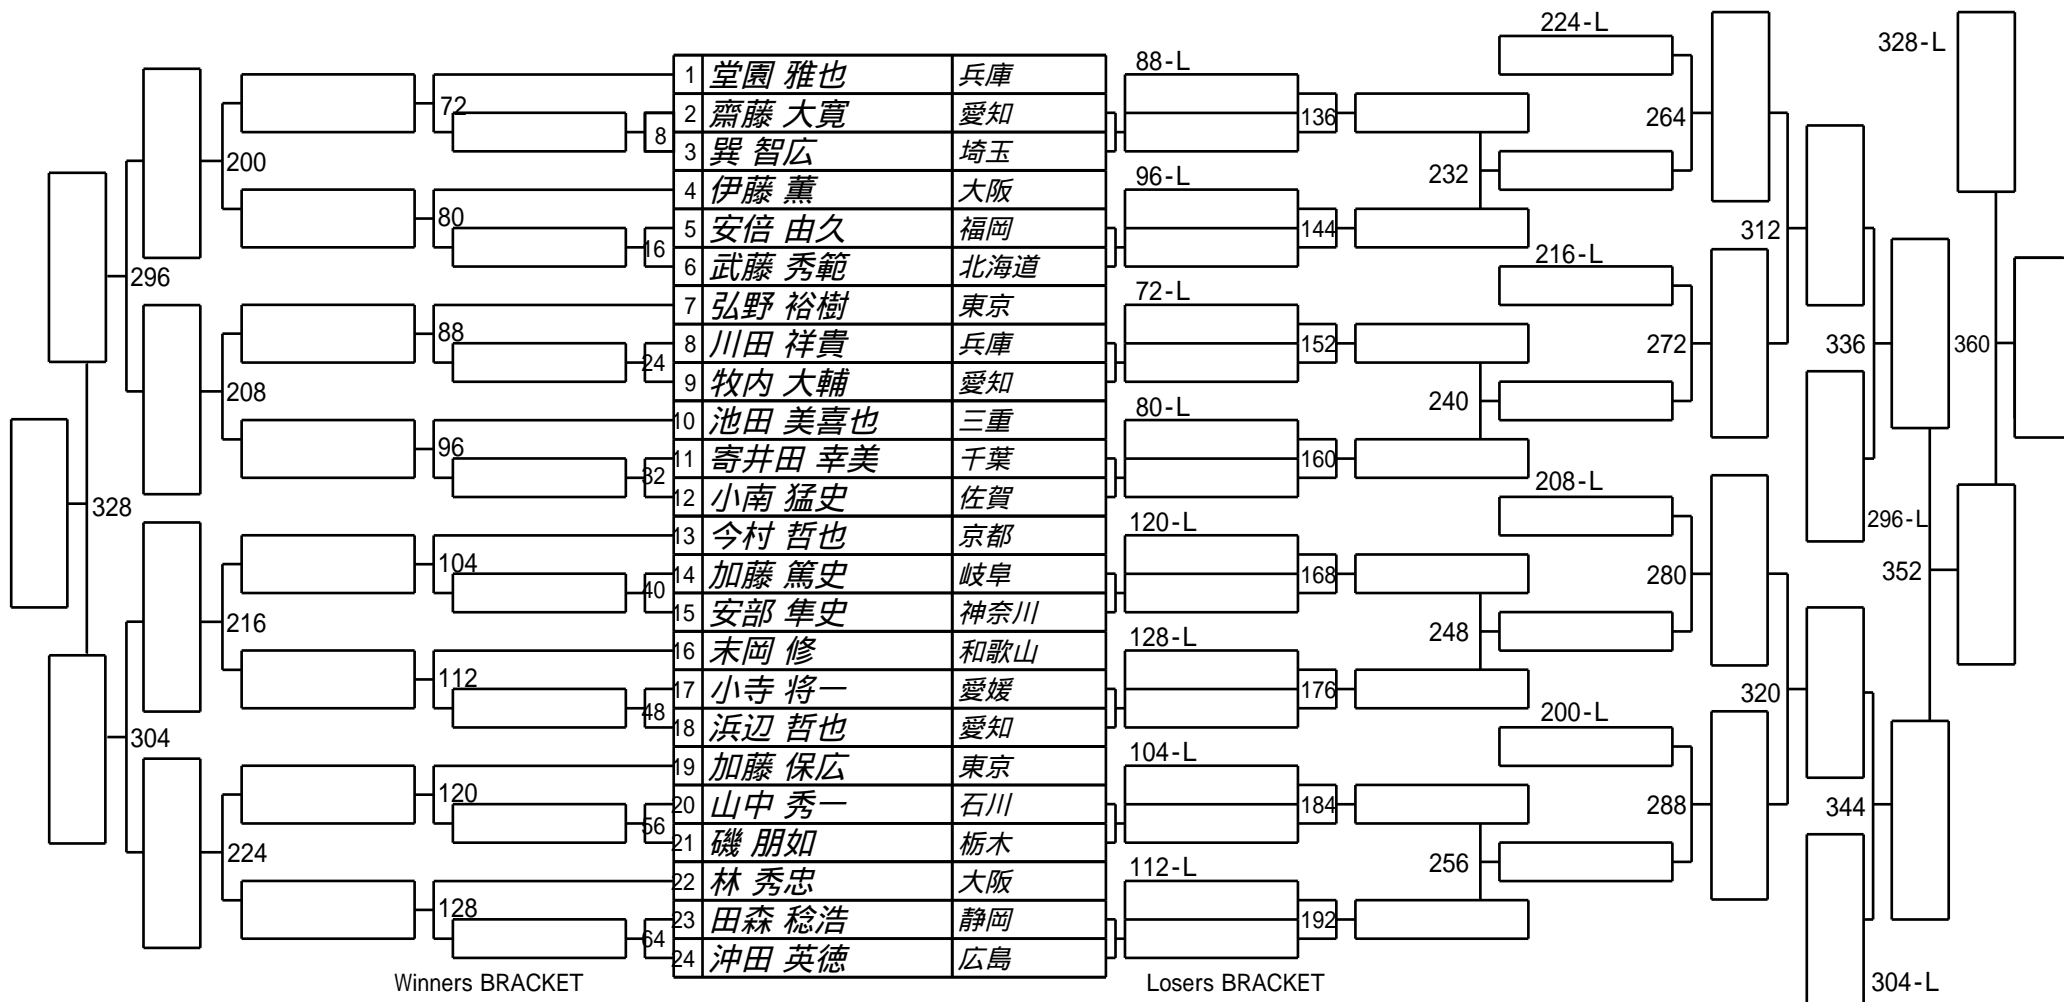 224-L
328-L
88-L
1 堂園 雅也 兵庫
72
2 齋藤 大寛 愛知
136
264
8
3 巽 智広 埼玉
200
96-L
4 伊藤 薫 大阪
232
80
5 安倍 由久 福岡
144
312
16
6 武藤 秀範 北海道
216-L
296
72-L
7 弘野 裕樹 東京
88
8 川田 祥貴 兵庫
152
272
336
360
24
9 牧内 大輔 愛知
208
80-L
240
10 池田 美喜也 三重
96
11 寄井田 幸美 千葉
160
32
208-L
12 小南 猛史 佐賀
328
120-L
296-L
13 今村 哲也 京都
104
14 加藤 篤史 岐阜
168
280
352
40
15 安部 隼史 神奈川
216
128-L
248
16 末岡 修 和歌山
112
17 小寺 将一 愛媛
176
320
48
200-L
18 浜辺 哲也 愛知
304
104-L
19 加藤 保広 東京
120
20 山中 秀一 石川
184
288
344
56
21 磯 朋如 栃木
224
112-L
256
22 林 秀忠 大阪
128
23 田森 稔浩 静岡
192
64
24 沖田 英徳 広島
Winners BRACKET
Losers BRACKET
304-L